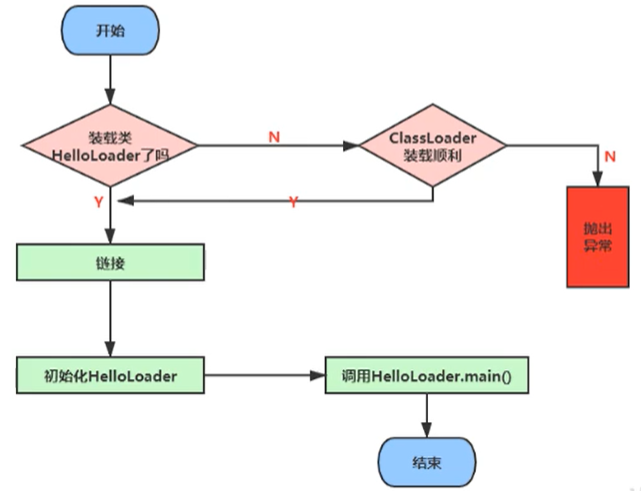 开始
装载类
HelloLoader了吗
N
ClassLoader
装载顺利
N
Y
Y
抛出
异常
链接
初始化HelloLoader
调用HelloLoader.main()
结束